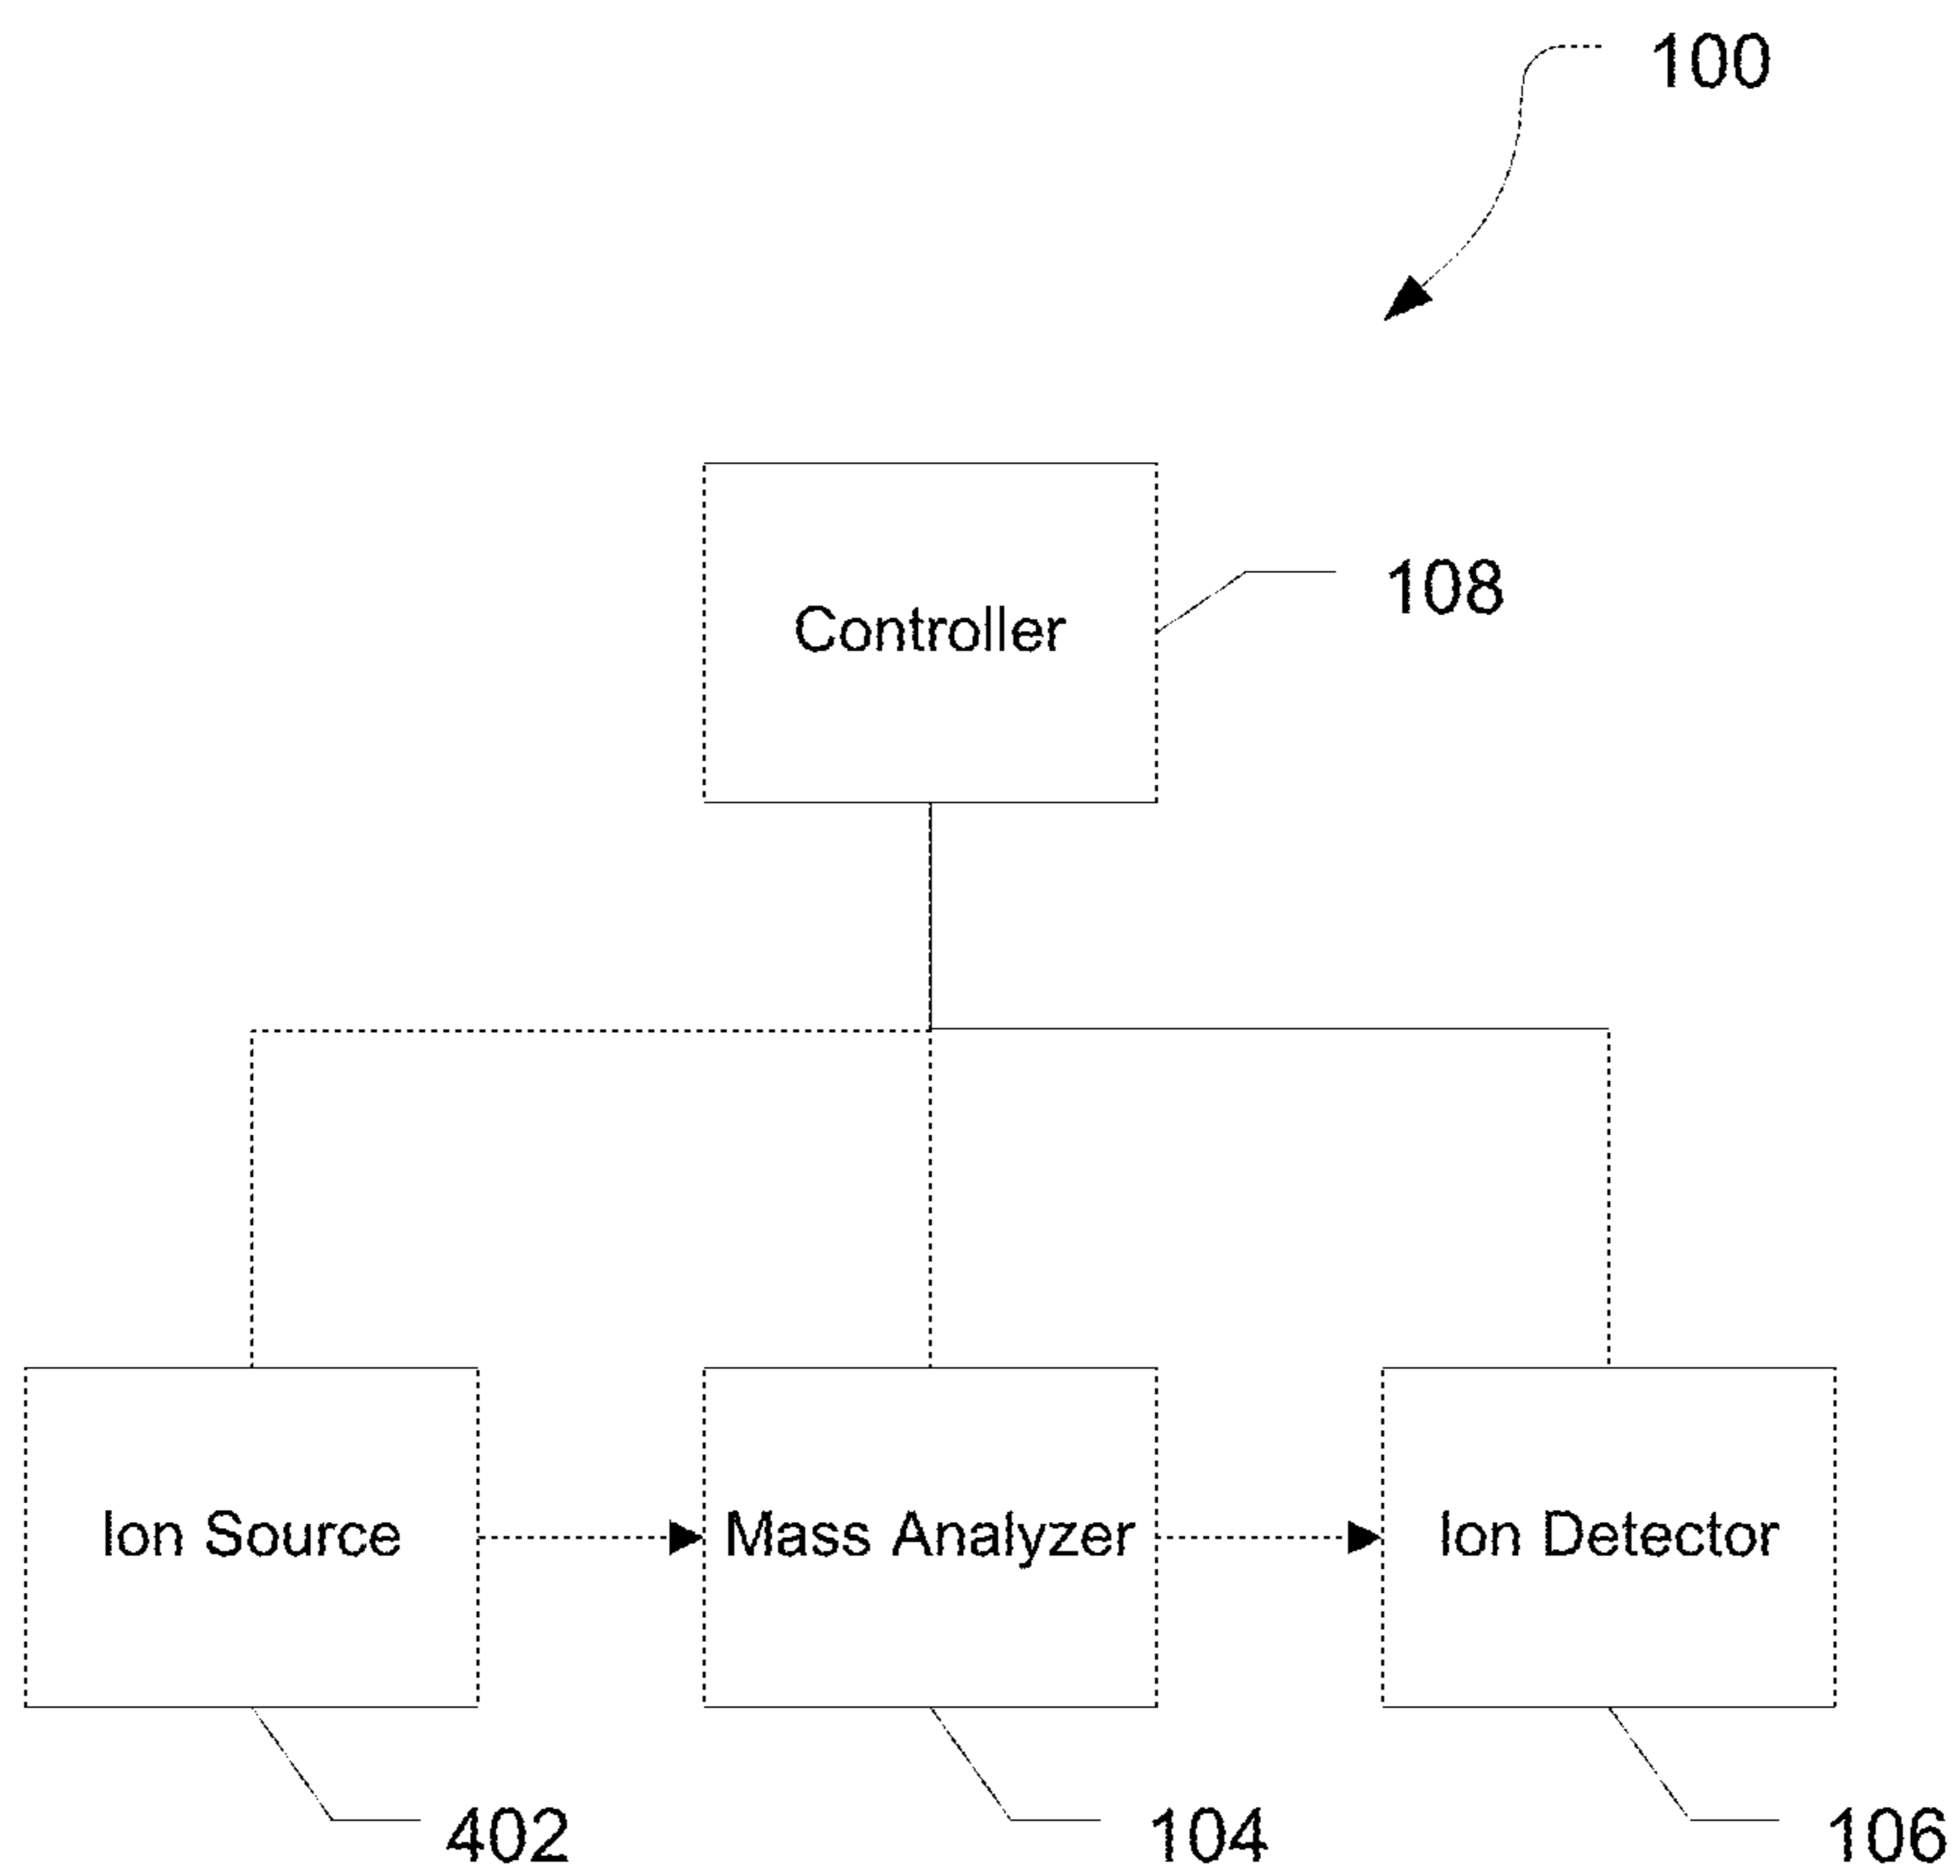 100
108
Controller
Ion Source
Mass Analyzer
Ion Detector
402
104
106